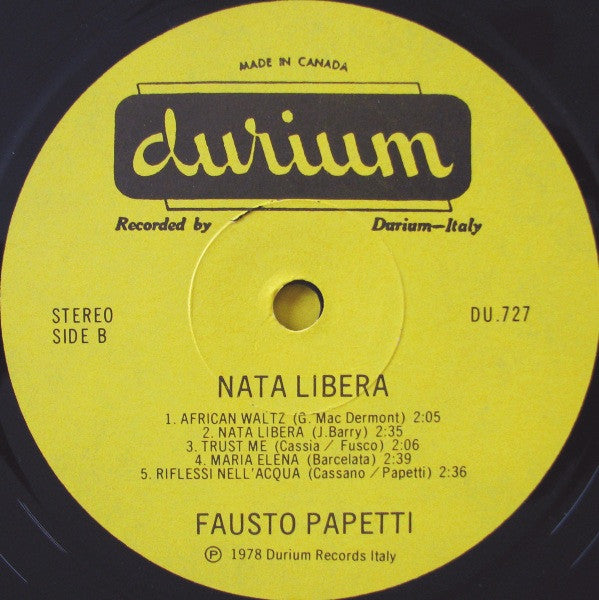 MADE IN CANADA
durium
Recorded by Durium—Italy
STEREO DU.727
SIDE B
NATA LIBERA
1. AFRICAN WALTZ (G. Mac Dermont) 2:05
2. NATA LIBERA (J.Barry) 2:35
3. TRUST ME (Cassia / Fusco) 2:06
4. MARIA ELENA (Barcelata) 2:39
5. RIFLESSI NELL'ACQUA (Cassano / Papetti) 2:36
FAUSTO PAPETTI
℗ 1978 Durium Records Italy